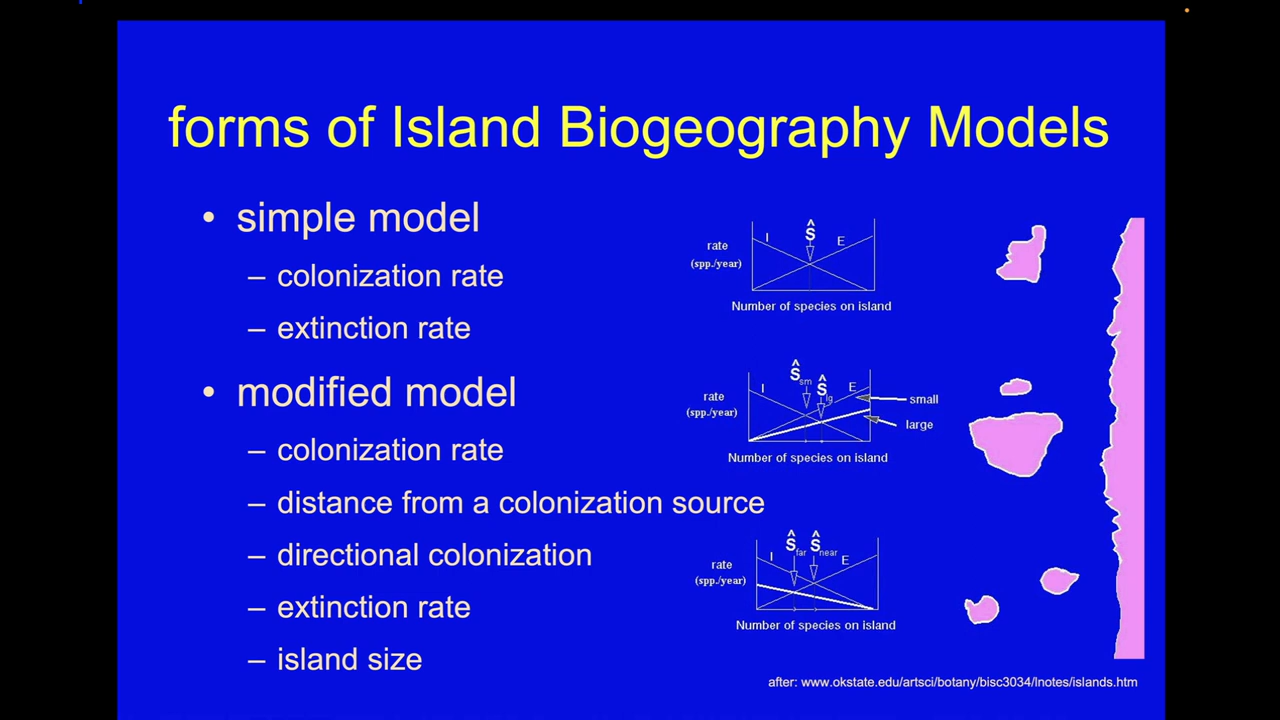 forms of Island Biogeography Models
• simple model
– colonization rate
– extinction rate
• modified model
– colonization rate
– distance from a colonization source
– directional colonization
– extinction rate
– island size
I
Ŝ
E
rate
(spp./year)
Number of species on island
I
Ŝsm
Ŝlg
E
small
large
rate
(spp./year)
Number of species on island
I
Ŝfar
Ŝnear
E
rate
(spp./year)
Number of species on island
after: www.okstate.edu/artsci/botany/bisc3034/lnotes/islands.htm